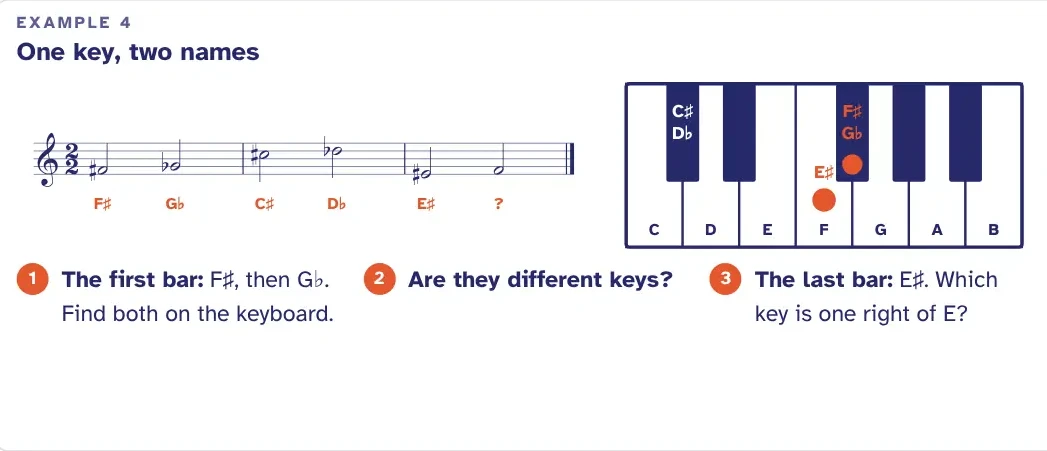 EXAMPLE 4
One key, two names
2
2
F♯ G♭ C♯ D♭ E♯ ?
C♯
D♭
F♯
G♭
E♯
C D E F G A B
1 The first bar: F♯, then G♭.
Find both on the keyboard.
2 Are they different keys?
3 The last bar: E♯. Which
key is one right of E?